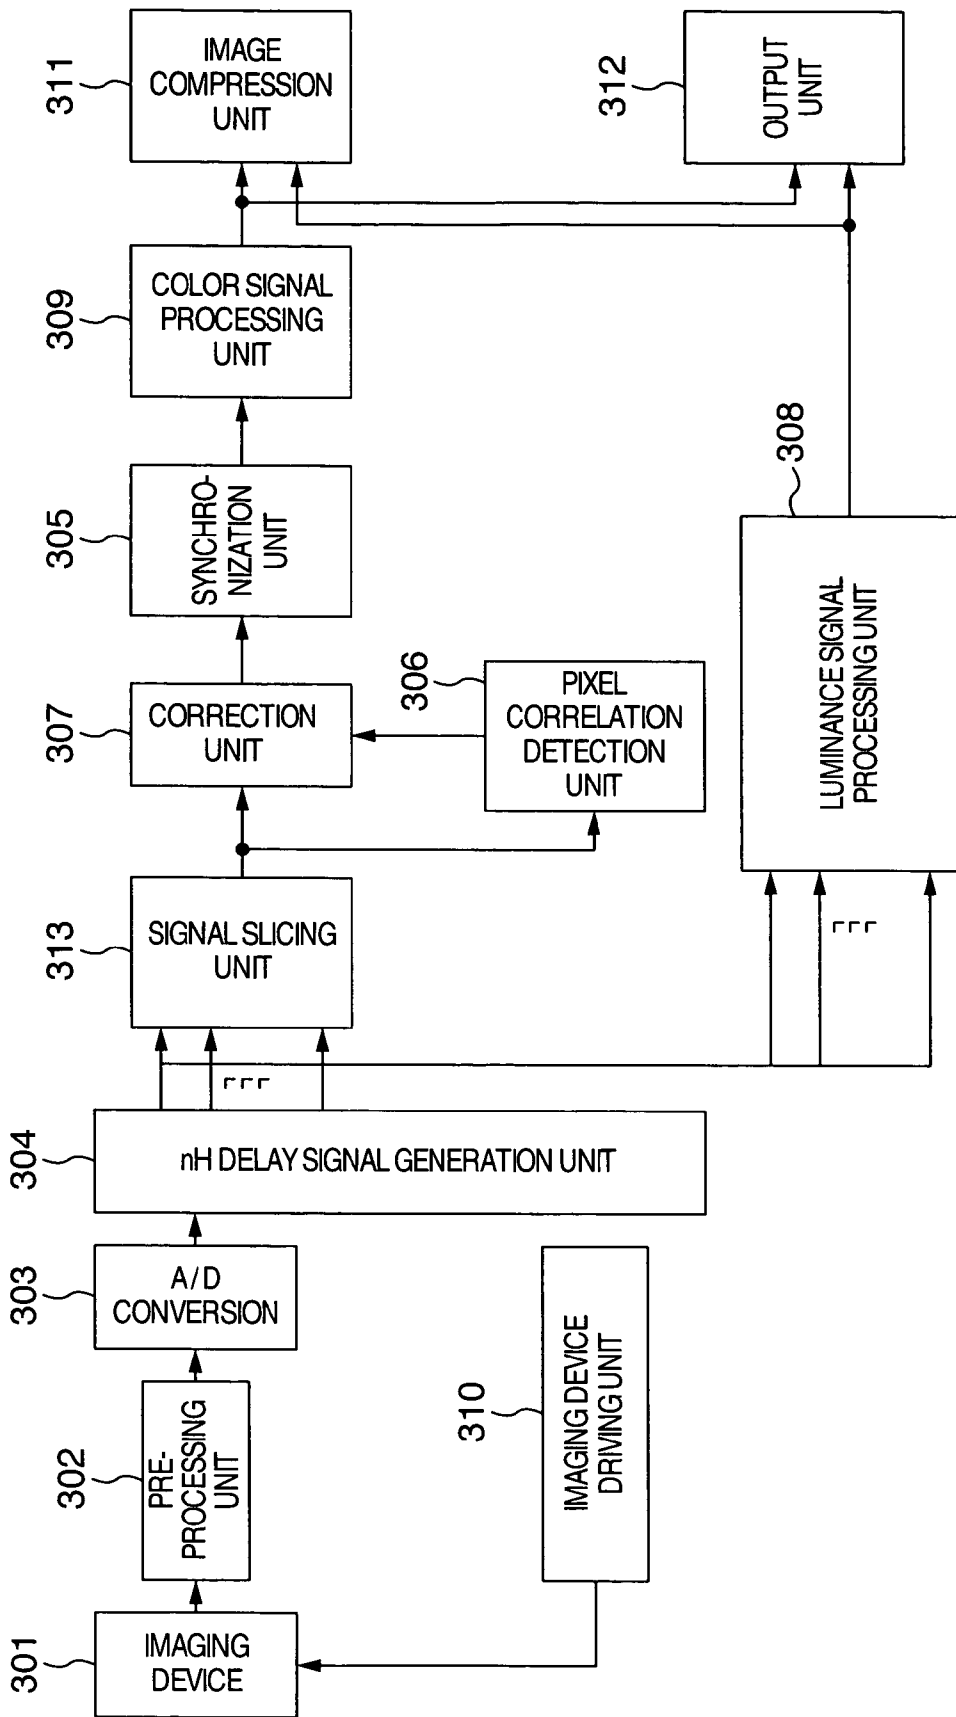 301
IMAGING
DEVICE
302
PRE-
PROCESSING
UNIT
303
A/D
CONVERSION
304
nH DELAY SIGNAL GENERATION UNIT
313
SIGNAL SLICING
UNIT
307
CORRECTION
UNIT
305
SYNCHRO-
NIZATION
UNIT
309
COLOR SIGNAL
PROCESSING
UNIT
311
IMAGE
COMPRESSION
UNIT
310
IMAGING DEVICE
DRIVING UNIT
306
PIXEL
CORRELATION
DETECTION
UNIT
308
LUMINANCE SIGNAL
PROCESSING UNIT
312
OUTPUT
UNIT